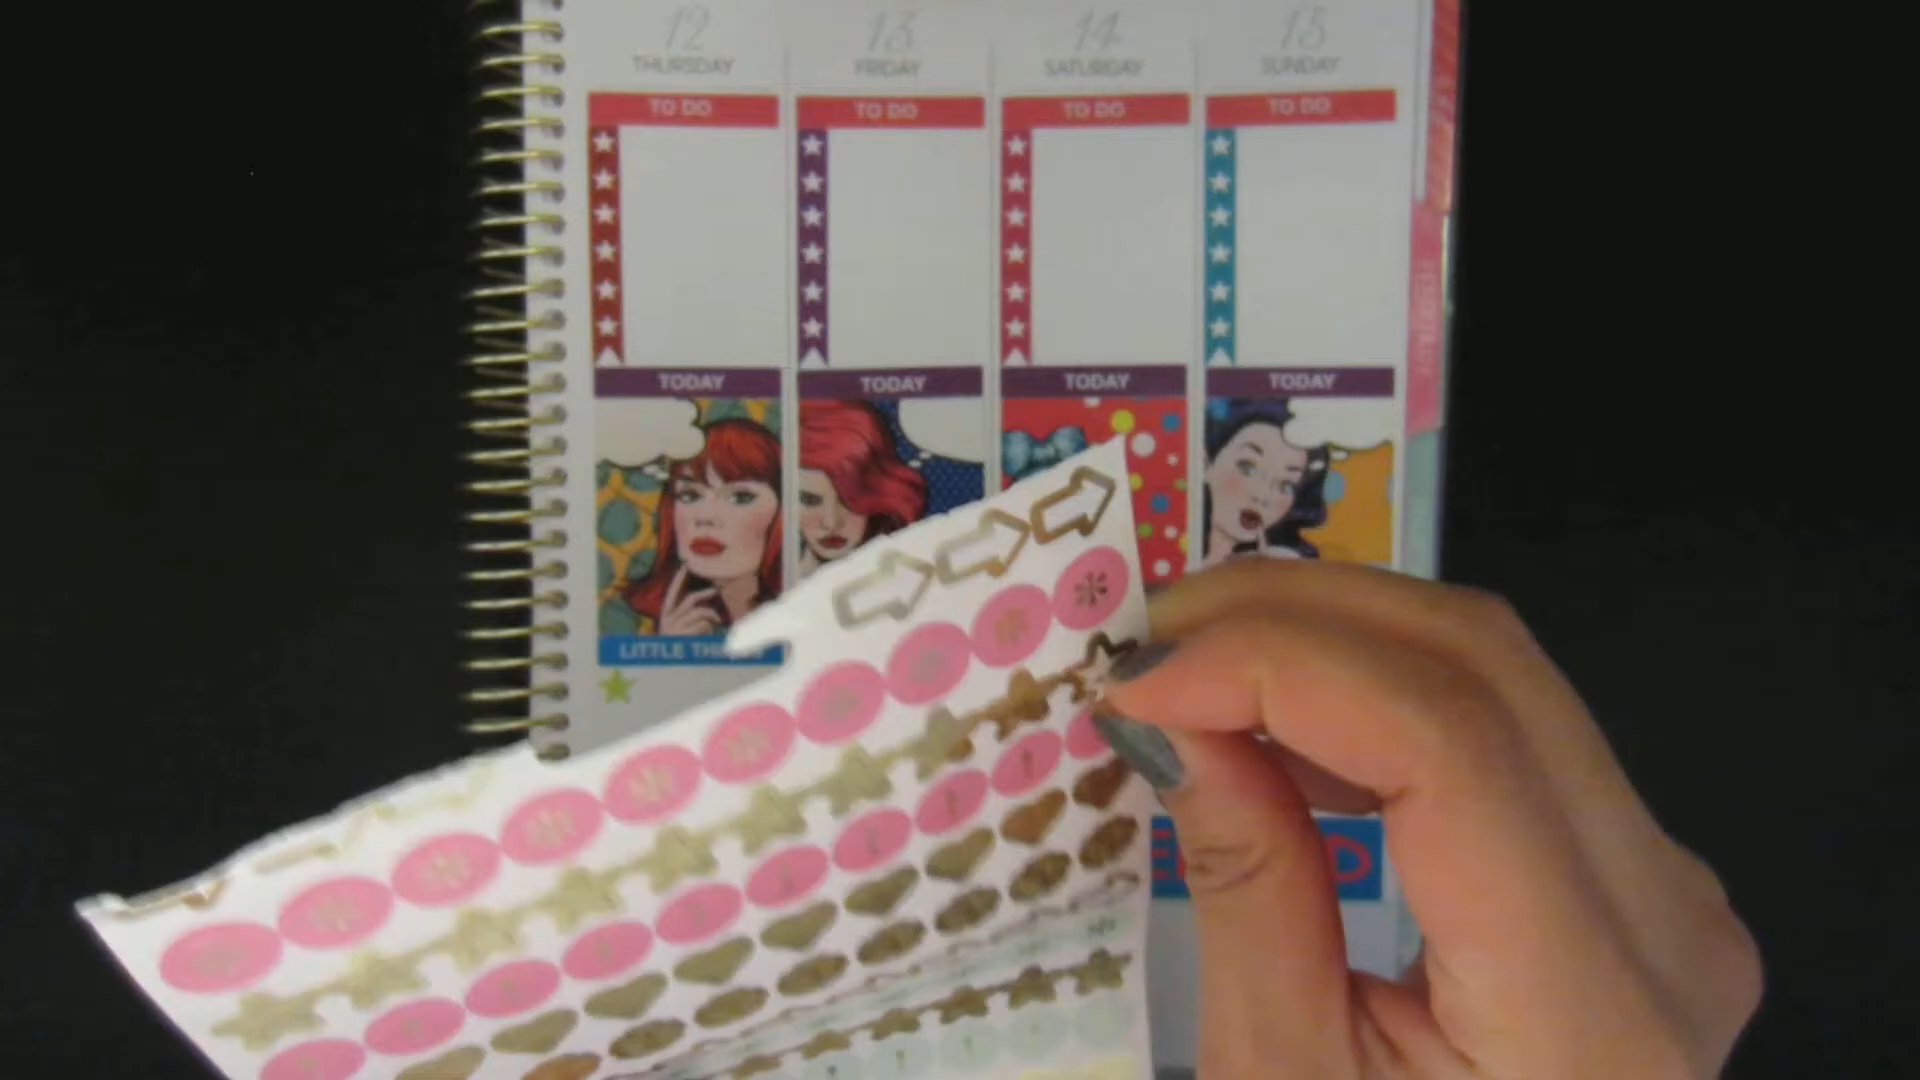 12 13 14 15
THURSDAY FRIDAY SATURDAY SUNDAY
TO DO TO DO TO DO TO DO
TODAY TODAY TODAY TODAY
LITTLE